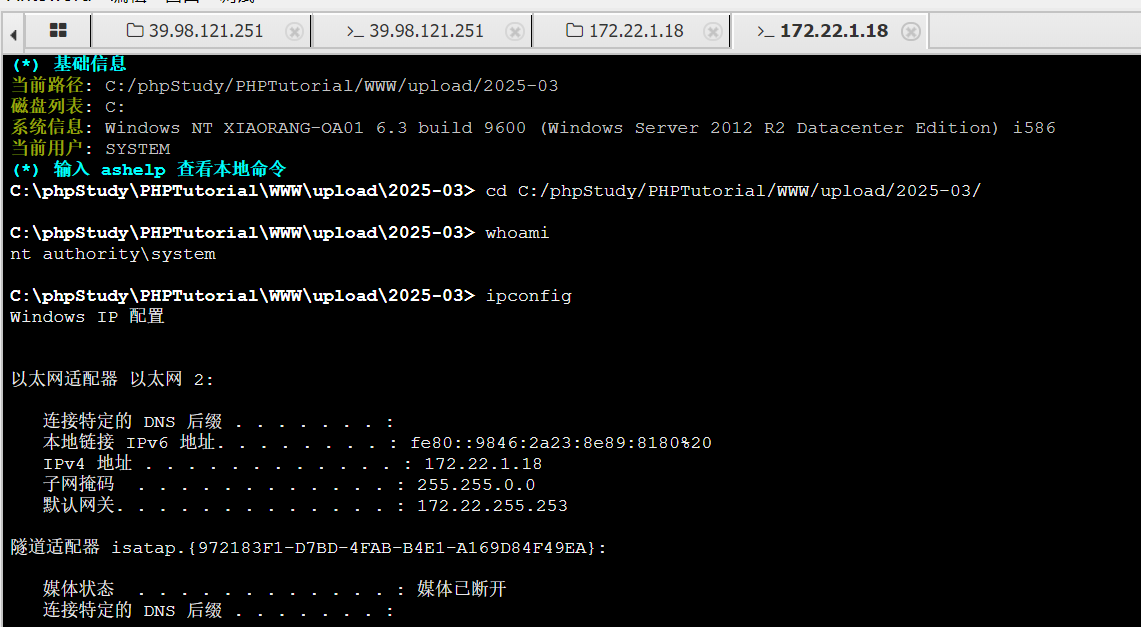 39.98.121.251 >_ 39.98.121.251 172.22.1.18 >_ 172.22.1.18
(*) 基础信息
当前路径: C:/phpStudy/PHPTutorial/WWW/upload/2025-03
磁盘列表: C:
系统信息: Windows NT XIAORANG-OA01 6.3 build 9600 (Windows Server 2012 R2 Datacenter Edition) i586
当前用户: SYSTEM
(*) 输入 ashelp 查看本地命令
C:\phpStudy\PHPTutorial\WWW\upload\2025-03> cd C:/phpStudy/PHPTutorial/WWW/upload/2025-03/
C:\phpStudy\PHPTutorial\WWW\upload\2025-03> whoami
nt authority\system
C:\phpStudy\PHPTutorial\WWW\upload\2025-03> ipconfig
Windows IP 配置
以太网适配器 以太网 2:
连接特定的 DNS 后缀 . . . . . . . :
本地链接 IPv6 地址. . . . . . . . : fe80::9846:2a23:8e89:8180%20
IPv4 地址 . . . . . . . . . . . . : 172.22.1.18
子网掩码 . . . . . . . . . . . . : 255.255.0.0
默认网关. . . . . . . . . . . . . : 172.22.255.253
隧道适配器 isatap.{972183F1-D7BD-4FAB-B4E1-A169D84F49EA}:
媒体状态 . . . . . . . . . . . . : 媒体已断开
连接特定的 DNS 后缀 . . . . . . . :